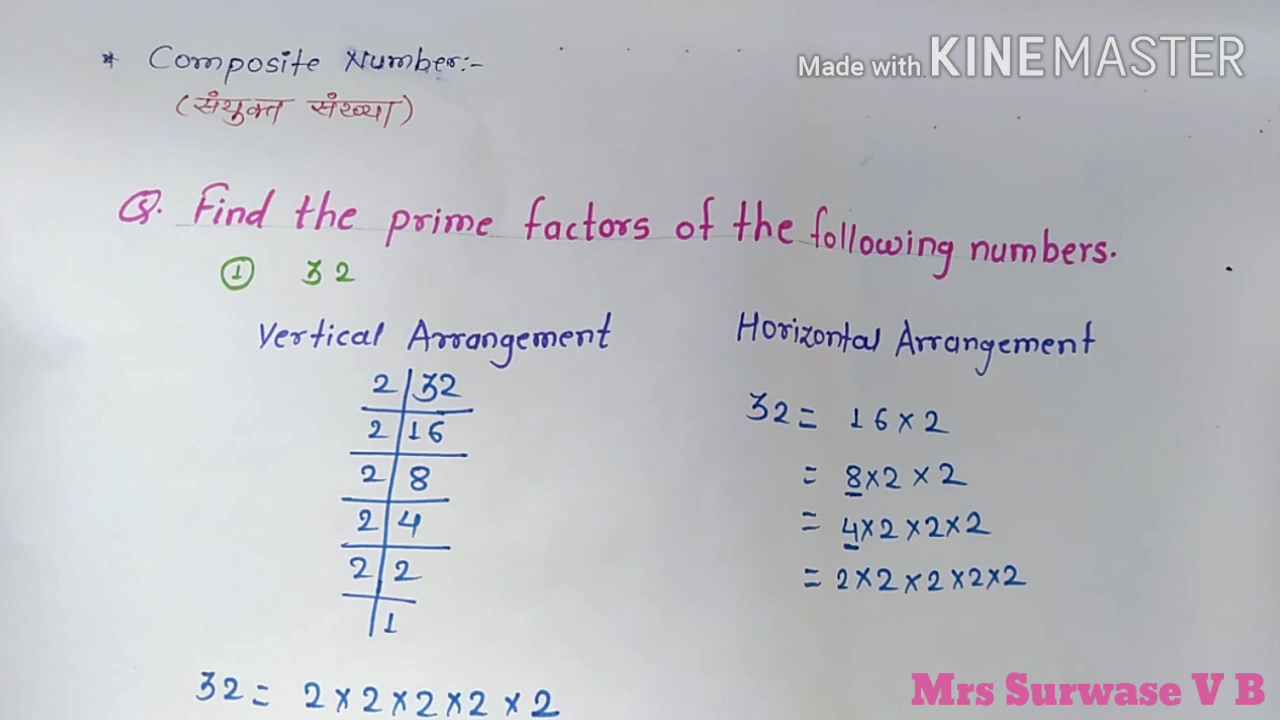 * Composite Number:-
Made with KINEMASTER
(संयुक्त संख्या)
Q. Find the prime factors of the following numbers.
① 32
Vertical Arrangement
2 | 32
2 | 16
2 | 8
2 | 4
2 | 2
| 1
32 = 2 × 2 × 2 × 2 × 2
Horizontal Arrangement
32 = 16 × 2
= 8 × 2 × 2
= 4 × 2 × 2 × 2
= 2 × 2 × 2 × 2 × 2
Mrs Surwase V B